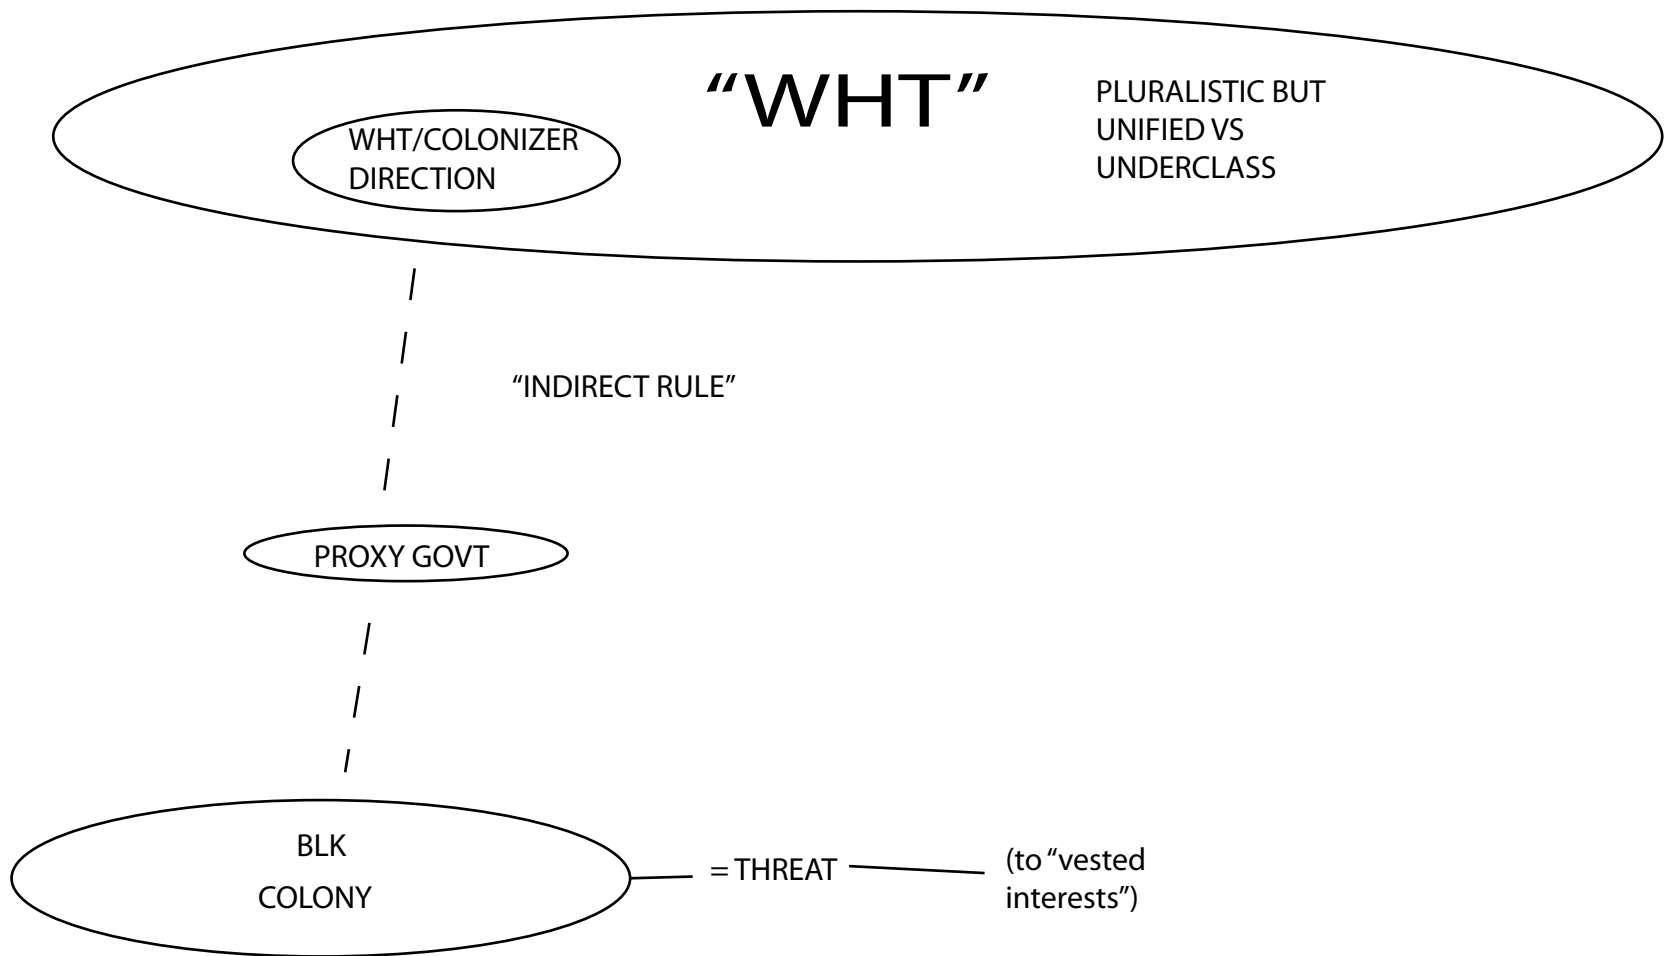 “WHT”
PLURALISTIC BUT
UNIFIED VS
UNDERCLASS
WHT/COLONIZER
DIRECTION
“INDIRECT RULE”
PROXY GOVT
BLK
COLONY
= THREAT
(to “vested
interests”)